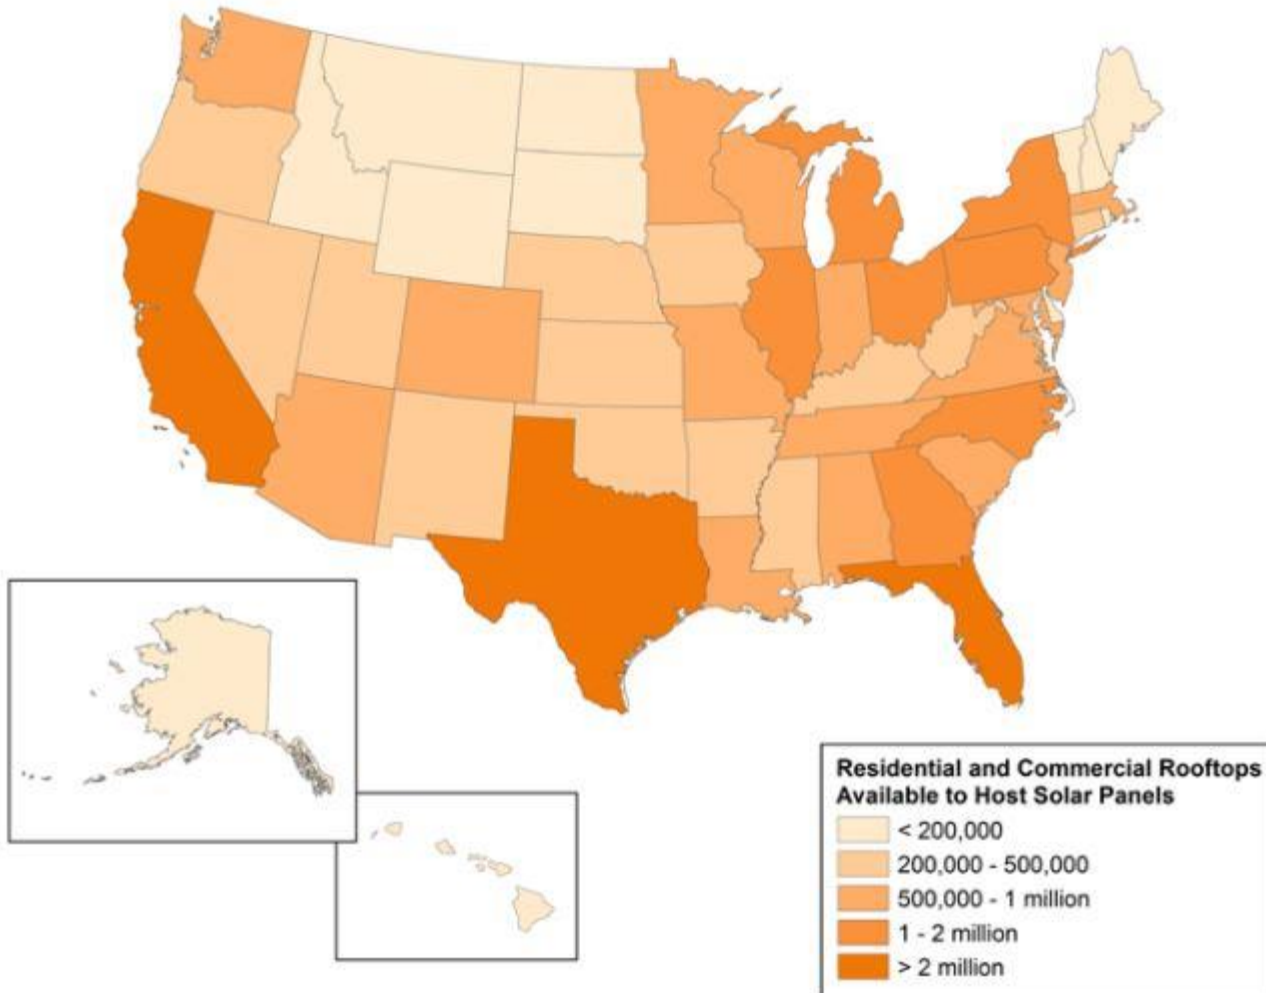 Residential and Commercial Rooftops
Available to Host Solar Panels
< 200,000
200,000 - 500,000
500,000 - 1 million
1 - 2 million
> 2 million